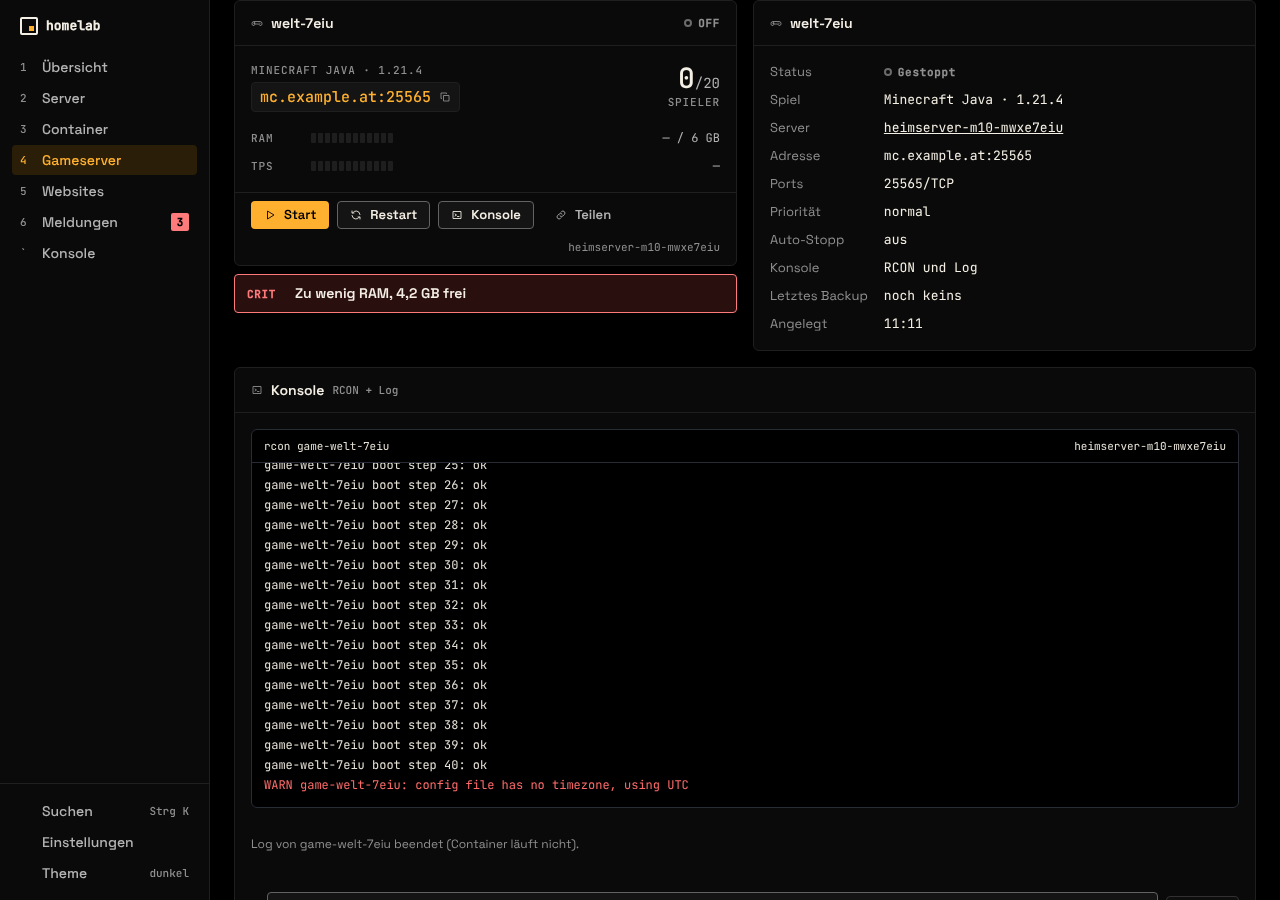 homelab
1 Übersicht
2 Server
3 Container
4 Gameserver
5 Websites
6 Meldungen 3
` Konsole
Suchen Strg K
Einstellungen
Theme dunkel
welt-7eiu OFF
MINECRAFT JAVA · 1.21.4
mc.example.at:25565
0/20
SPIELER
RAM — / 6 GB
TPS —
Start Restart Konsole Teilen
heimserver-m10-mwxe7eiu
CRIT Zu wenig RAM, 4,2 GB frei
welt-7eiu
Status Gestoppt
Spiel Minecraft Java · 1.21.4
Server heimserver-m10-mwxe7eiu
Adresse mc.example.at:25565
Ports 25565/TCP
Priorität normal
Auto-Stopp aus
Konsole RCON und Log
Letztes Backup noch keins
Angelegt 11:11
Konsole RCON + Log
rcon game-welt-7eiu heimserver-m10-mwxe7eiu
game-welt-7eiu boot step 25: ok
game-welt-7eiu boot step 26: ok
game-welt-7eiu boot step 27: ok
game-welt-7eiu boot step 28: ok
game-welt-7eiu boot step 29: ok
game-welt-7eiu boot step 30: ok
game-welt-7eiu boot step 31: ok
game-welt-7eiu boot step 32: ok
game-welt-7eiu boot step 33: ok
game-welt-7eiu boot step 34: ok
game-welt-7eiu boot step 35: ok
game-welt-7eiu boot step 36: ok
game-welt-7eiu boot step 37: ok
game-welt-7eiu boot step 38: ok
game-welt-7eiu boot step 39: ok
game-welt-7eiu boot step 40: ok
WARN game-welt-7eiu: config file has no timezone, using UTC
Log von game-welt-7eiu beendet (Container läuft nicht).